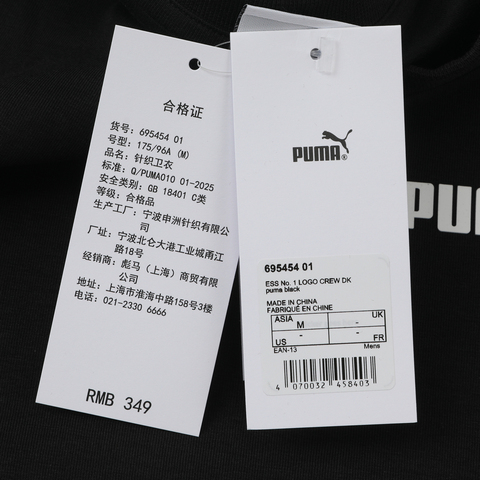 合格证
货号: 695454 01
号型: 175/96A (M)
品名: 针织卫衣
标准: Q/PUMA010 01-2025
安全类别: GB 18401 C类
等级: 合格品
生产工厂: 宁波申洲针织有限公
司
厂址: 宁波北仑大港工业城甬江
路18号
经销商: 彪马(上海)商贸有限
公司
地址: 上海市淮海中路158号3楼
电话: 021-2330 6666
RMB 349
PUMA®
695454 01
ESS No. 1 LOGO CREW DK
puma black
MADE IN CHINA
FABRIQUÉ EN CHINE
ASIA M - UK
US - - FR
EAN-13 Mens
4 070032 458403
PU